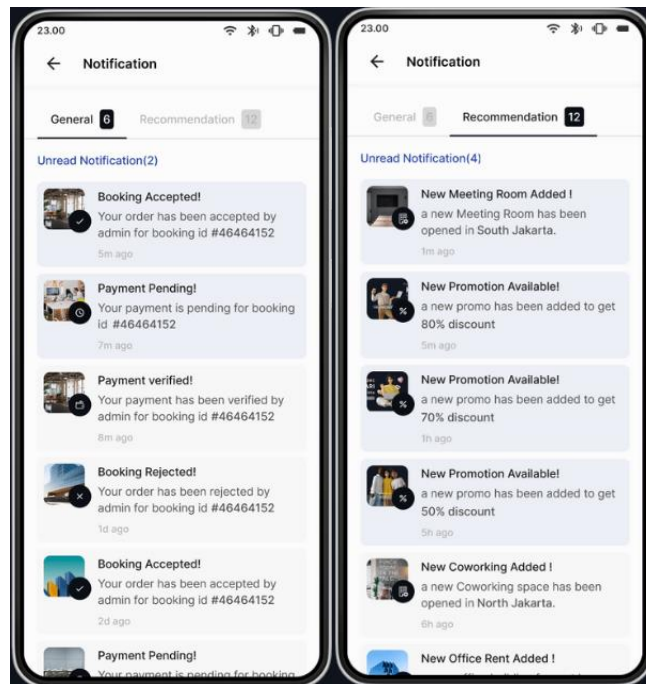 23.00
Notification
General 6
Recommendation 12
Unread Notification(2)
Booking Accepted!
Your order has been accepted by
admin for booking id #46464152
5m ago
Payment Pending!
Your payment is pending for booking
id #46464152
7m ago
Payment verified!
Your payment has been verified by
admin for booking id #46464152
8m ago
Booking Rejected!
Your order has been rejected by
admin for booking id #46464152
1d ago
Booking Accepted!
Your order has been accepted by
admin for booking id #46464152
2d ago
Payment Pending!
Your payment is pending for booking
23.00
Notification
General 6
Recommendation 12
Unread Notification(4)
New Meeting Room Added !
a new Meeting Room has been
opened in South Jakarta.
1m ago
%
New Promotion Available!
a new promo has been added to get
80% discount
5m ago
%
New Promotion Available!
a new promo has been added to get
70% discount
1h ago
%
New Promotion Available!
a new promo has been added to get
50% discount
5h ago
New Coworking Added !
a new Coworking space has been
opened in North Jakarta.
6h ago
New Office Rent Added !